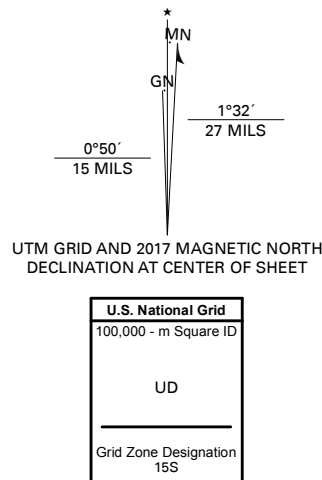 MN
GN
1°32´
27 MILS
0°50´
15 MILS
UTM GRID AND 2017 MAGNETIC NORTH
DECLINATION AT CENTER OF SHEET
U.S. National Grid
100,000 - m Square ID
UD
Grid Zone Designation
15S